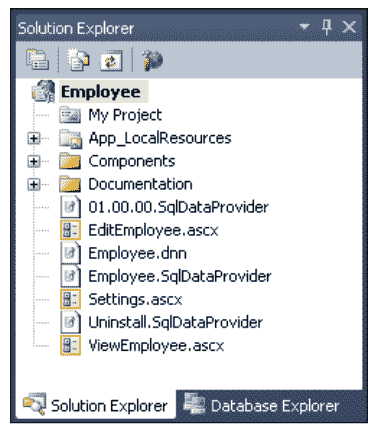 Solution Explorer
Employee
My Project
App_LocalResources
Components
Documentation
01.00.00.SqlDataProvider
EditEmployee.ascx
Employee.dnn
Employee.SqlDataProvider
Settings.ascx
Uninstall.SqlDataProvider
ViewEmployee.ascx
Solution Explorer Database Explorer